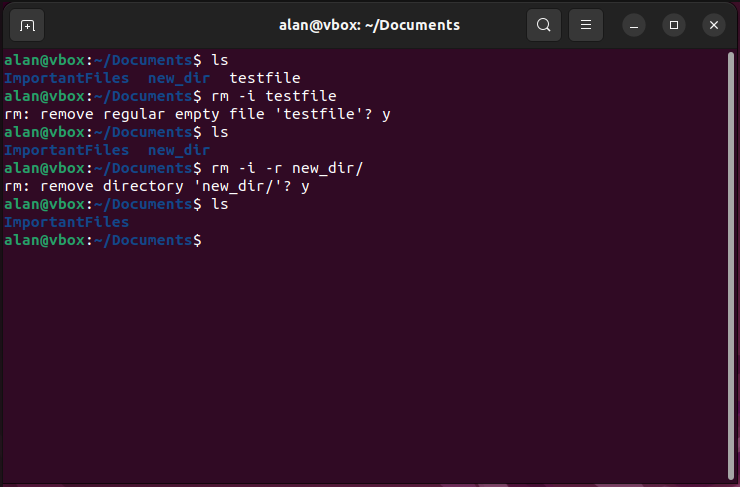 alan@vbox: ~/Documents
alan@vbox:~/Documents$ ls
ImportantFiles  new_dir  testfile
alan@vbox:~/Documents$ rm -i testfile
rm: remove regular empty file 'testfile'? y
alan@vbox:~/Documents$ ls
ImportantFiles  new_dir
alan@vbox:~/Documents$ rm -i -r new_dir/
rm: remove directory 'new_dir/'? y
alan@vbox:~/Documents$ ls
ImportantFiles
alan@vbox:~/Documents$